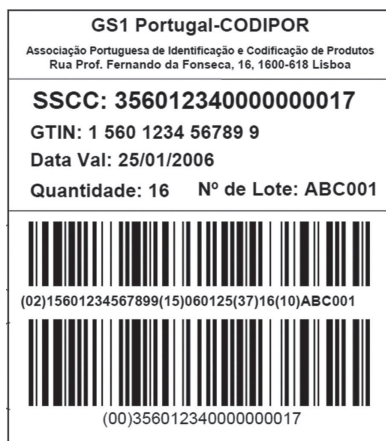 GS1 Portugal-CODIPOR
Associação Portuguesa de Identificação e Codificação de Produtos
Rua Prof. Fernando da Fonseca, 16, 1600-618 Lisboa
SSCC: 356012340000000017
GTIN: 1 560 1234 56789 9
Data Val: 25/01/2006
Quantidade: 16 Nº de Lote: ABC001
(02)15601234567899(15)060125(37)16(10)ABC001
(00)356012340000000017